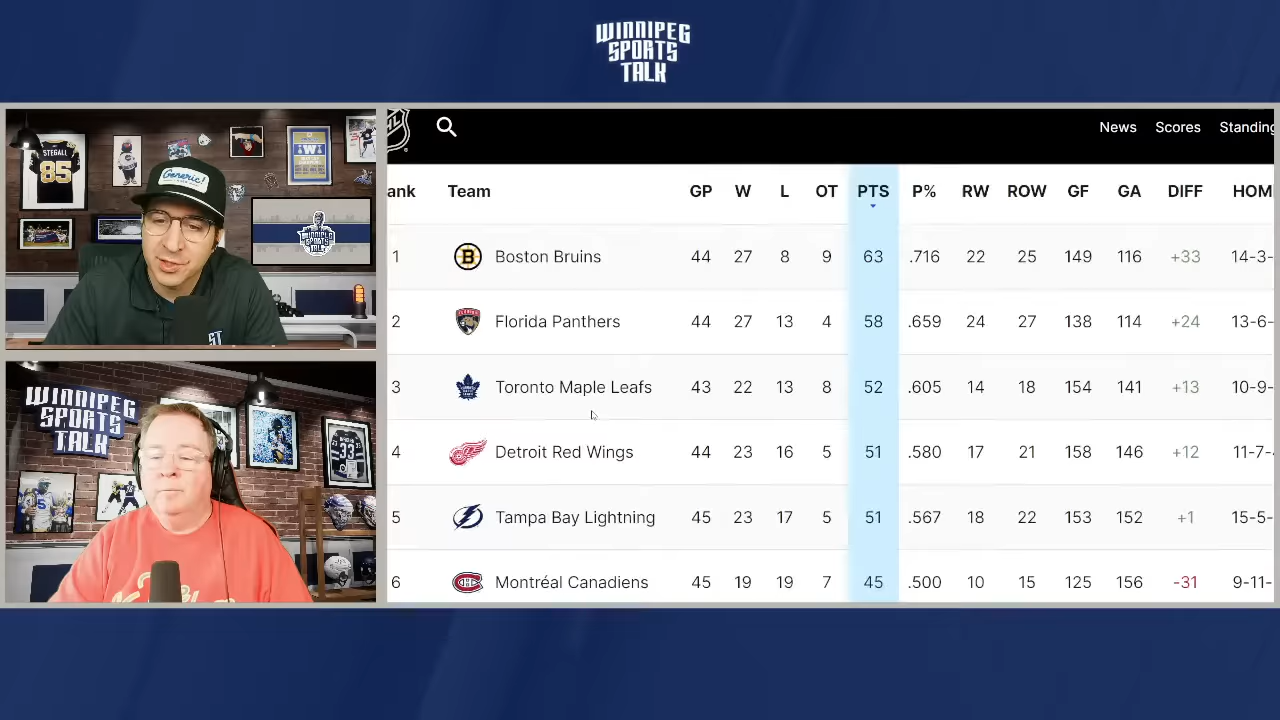 WINNIPEG
SPORTS
TALK
STEGALL
85
W
Generic!
WINNIPEG
SPORTS
TALK
ST
WINNIPEG
SPORTS
TALK
33
News Scores Standing
ank Team GP W L OT PTS P% RW ROW GF GA DIFF HOM
1 B Boston Bruins 44 27 8 9 63 .716 22 25 149 116 +33 14-3-
2 Florida Panthers 44 27 13 4 58 .659 24 27 138 114 +24 13-6-
3 Toronto Maple Leafs 43 22 13 8 52 .605 14 18 154 141 +13 10-9-
4 Detroit Red Wings 44 23 16 5 51 .580 17 21 158 146 +12 11-7-
5 Tampa Bay Lightning 45 23 17 5 51 .567 18 22 153 152 +1 15-5-
6 Montréal Canadiens 45 19 19 7 45 .500 10 15 125 156 -31 9-11-